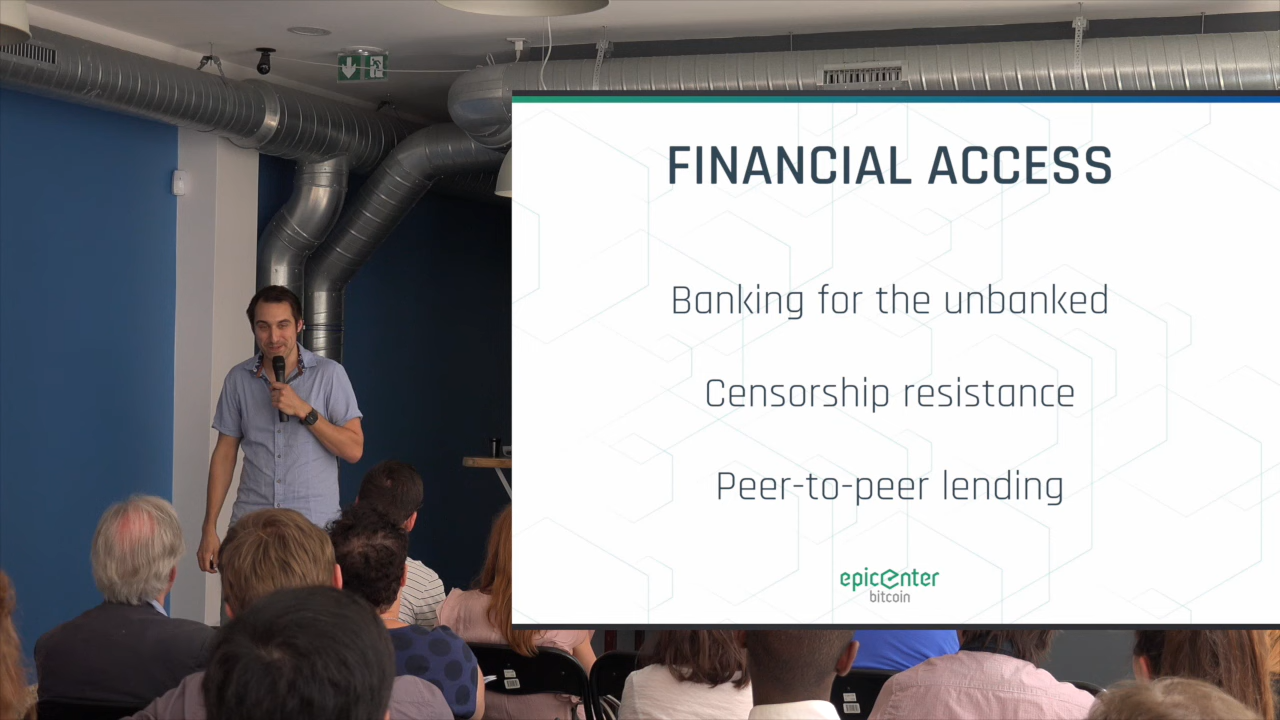 FINANCIAL ACCESS
Banking for the unbanked
Censorship resistance
Peer-to-peer lending
epicenter
bitcoin